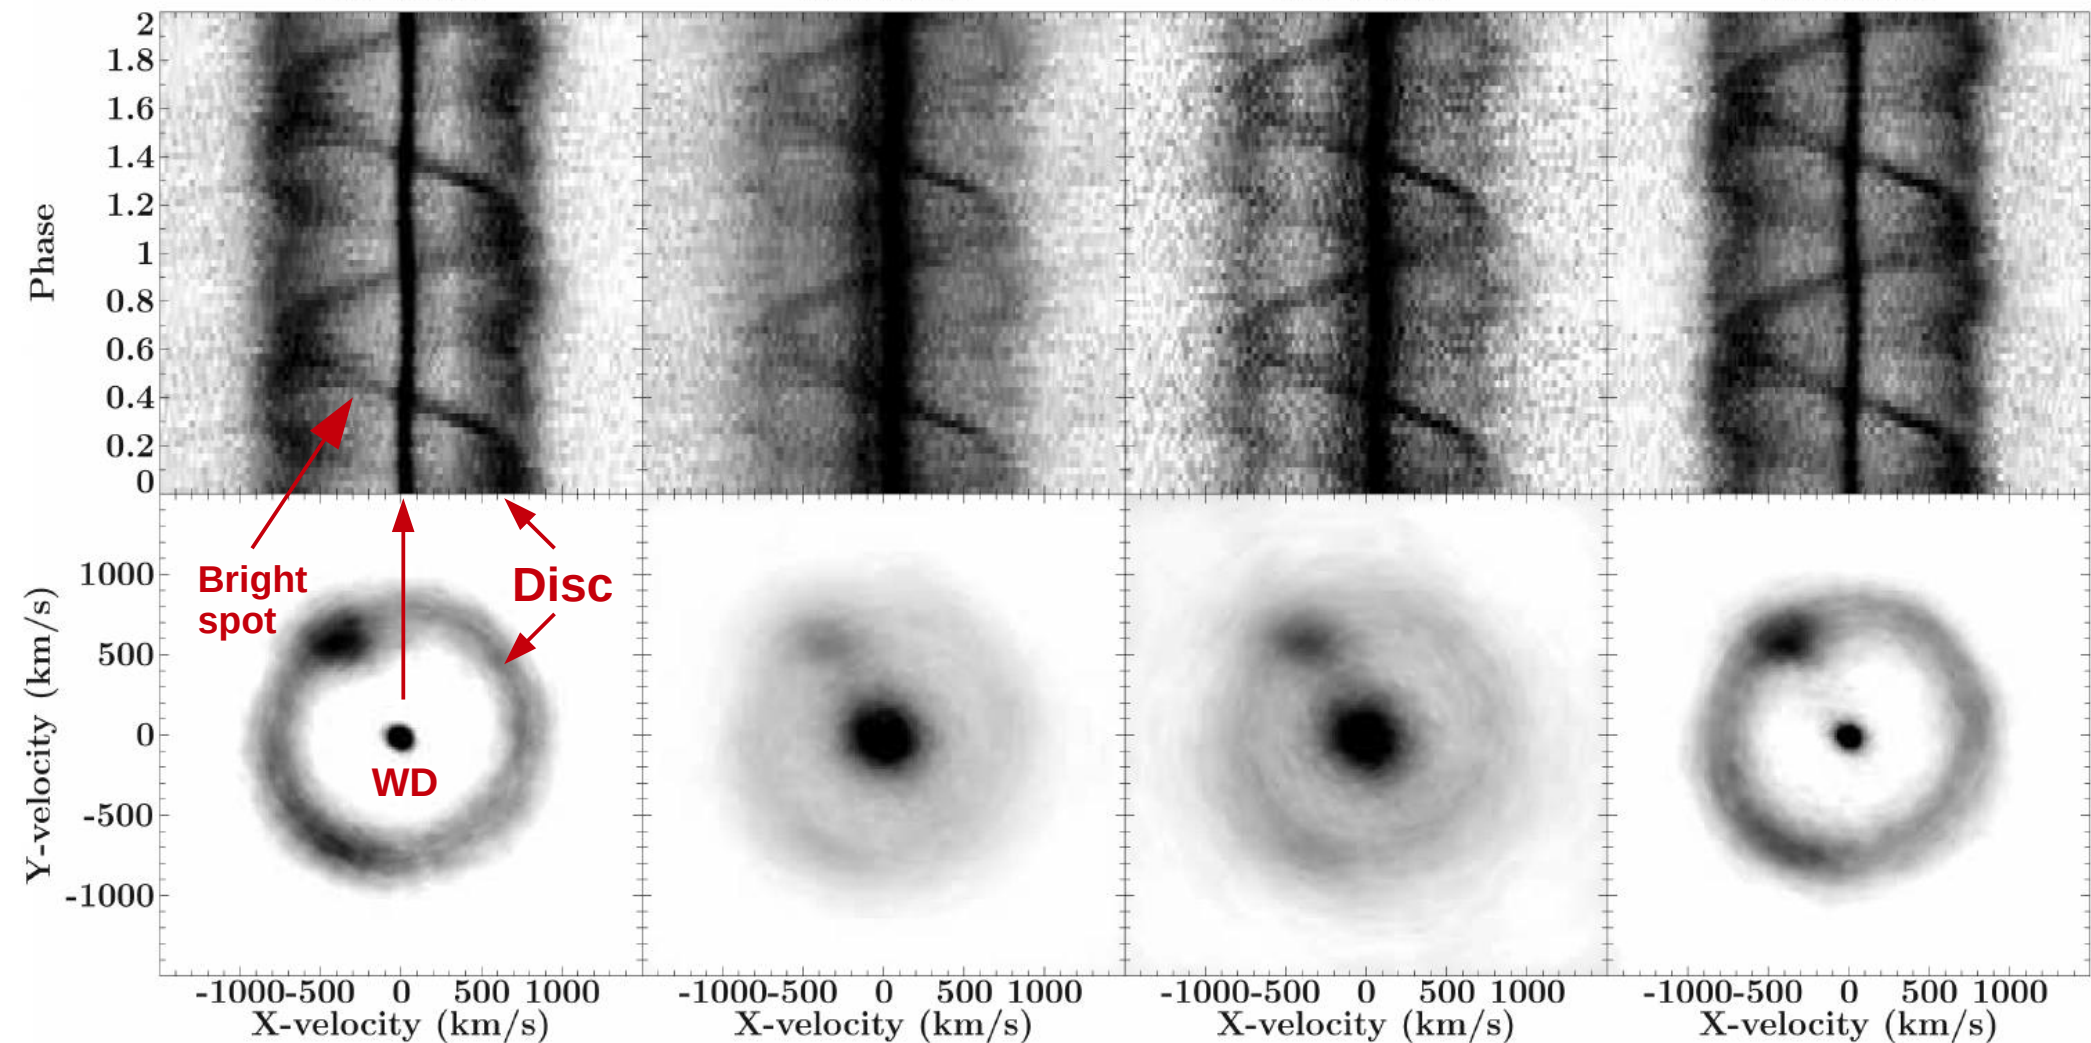 Phase
2
1.8
1.6
1.4
1.2
1
0.8
0.6
0.4
0.2
0
Bright
spot
Disc
WD
Y-velocity (km/s)
1000
500
0
-500
-1000
-1000 -500 0 500 1000
-1000 -500 0 500 1000
-1000 -500 0 500 1000
-1000 -500 0 500 1000
X-velocity (km/s)
X-velocity (km/s)
X-velocity (km/s)
X-velocity (km/s)